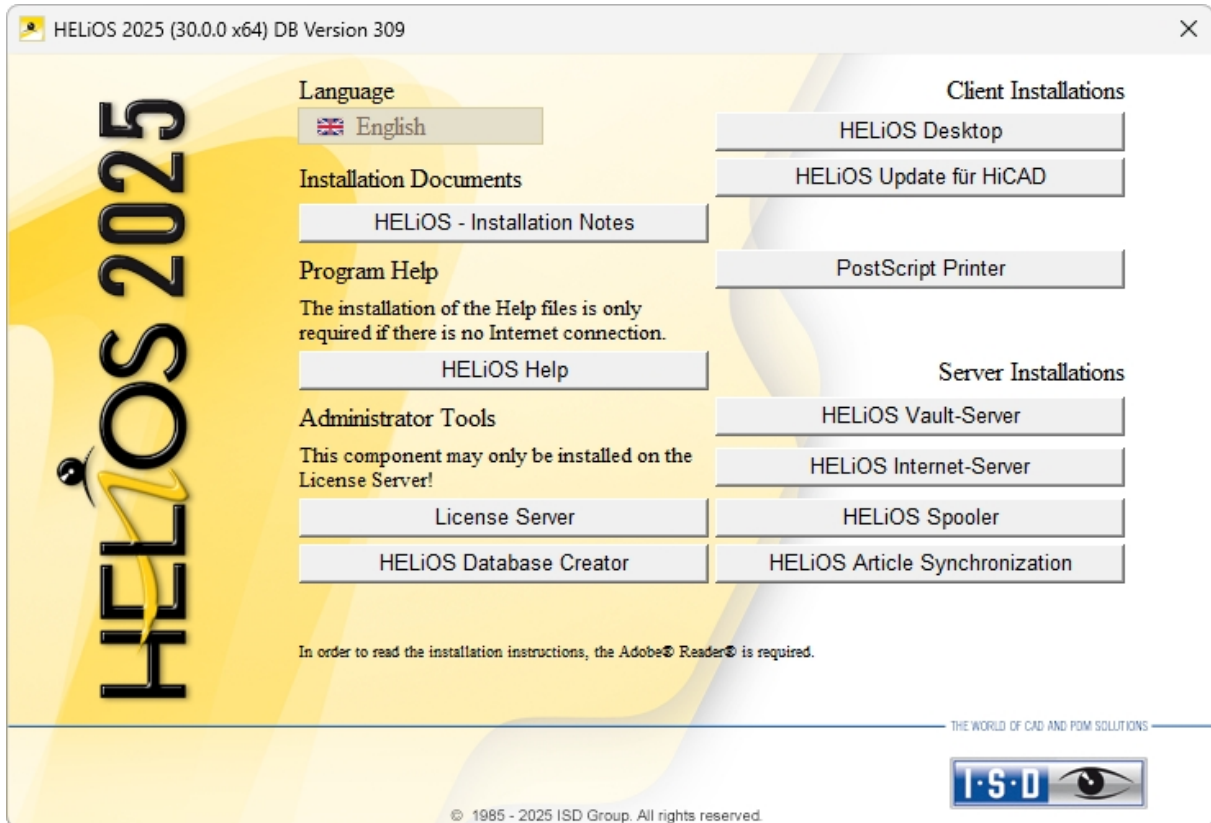 HELiOS 2025 (30.0.0 x64) DB Version 309
HELiOS 2025
Language
English
Installation Documents
HELiOS - Installation Notes
Program Help
The installation of the Help files is only
required if there is no Internet connection.
HELiOS Help
Administrator Tools
This component may only be installed on the
License Server!
License Server
HELiOS Database Creator
Client Installations
HELiOS Desktop
HELiOS Update für HiCAD
PostScript Printer
Server Installations
HELiOS Vault-Server
HELiOS Internet-Server
HELiOS Spooler
HELiOS Article Synchronization
In order to read the installation instructions, the Adobe® Reader® is required.
THE WORLD OF CAD AND PDM SOLUTIONS
I·S·D
© 1985 - 2025 ISD Group. All rights reserved.